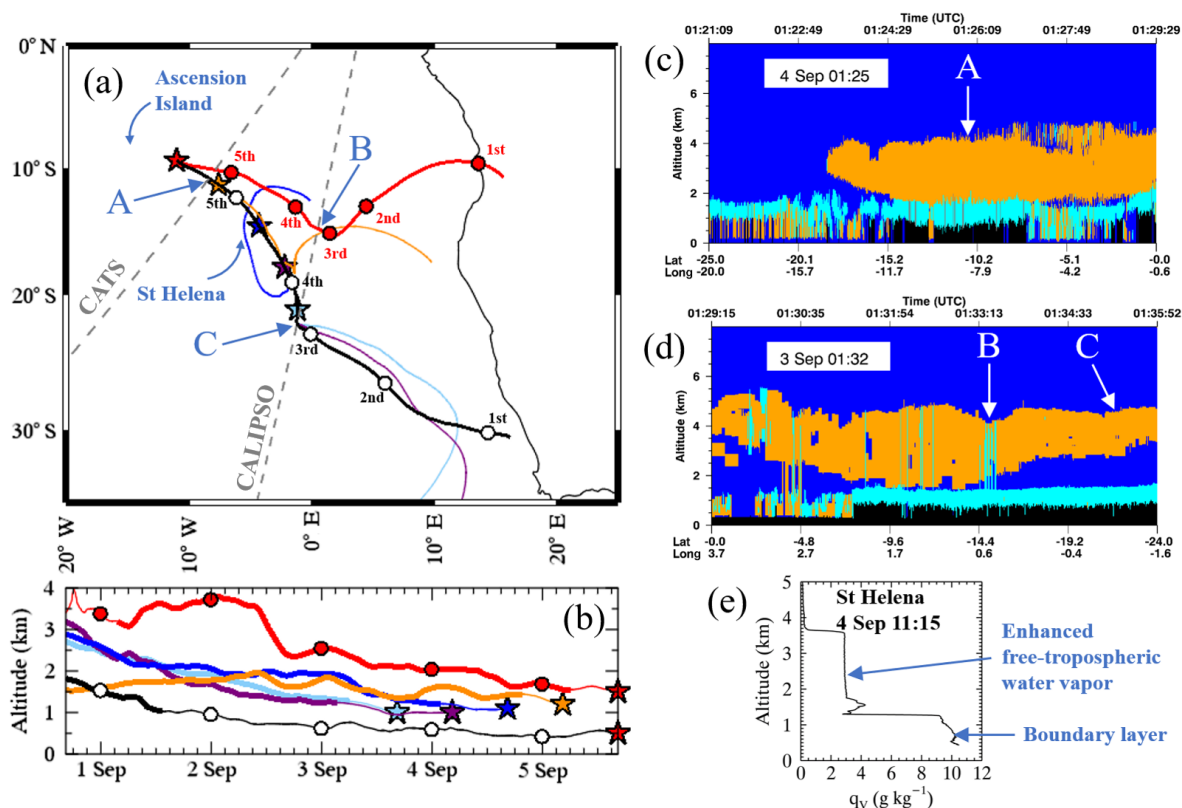 (a)
0° N
10° S
20° S
30° S
20° W
10° W
0° E
10° E
20° E
Ascension
Island
A
B
C
CATS
CALIPSO
St Helena
5th
4th
3rd
2nd
1st
5th
4th
3rd
2nd
1st
(b)
Altitude (km)
4
3
2
1
0
1 Sep
2 Sep
3 Sep
4 Sep
5 Sep
(c)
Time (UTC)
01:21:09 01:22:49 01:24:29 01:26:09 01:27:49 01:29:29
4 Sep 01:25
A
Altitude (km)
8
6
4
2
0
Lat -25.0 -20.1 -15.2 -10.2 -5.1 -0.0
Long -20.0 -15.7 -11.7 -7.9 -4.2 -0.6
(d)
Time (UTC)
01:29:15 01:30:35 01:31:54 01:33:13 01:34:33 01:35:52
3 Sep 01:32
B
C
Altitude (km)
8
6
4
2
0
Lat -0.0 -4.8 -9.6 -14.4 -19.2 -24.0
Long 3.7 2.7 1.7 0.6 -0.4 -1.6
(e)
St Helena
4 Sep 11:15
Enhanced
free-tropospheric
water vapor
Boundary layer
Altitude (km)
5
4
3
2
1
0
0 2 4 6 8 10 12
qᵥ (g kg⁻¹)